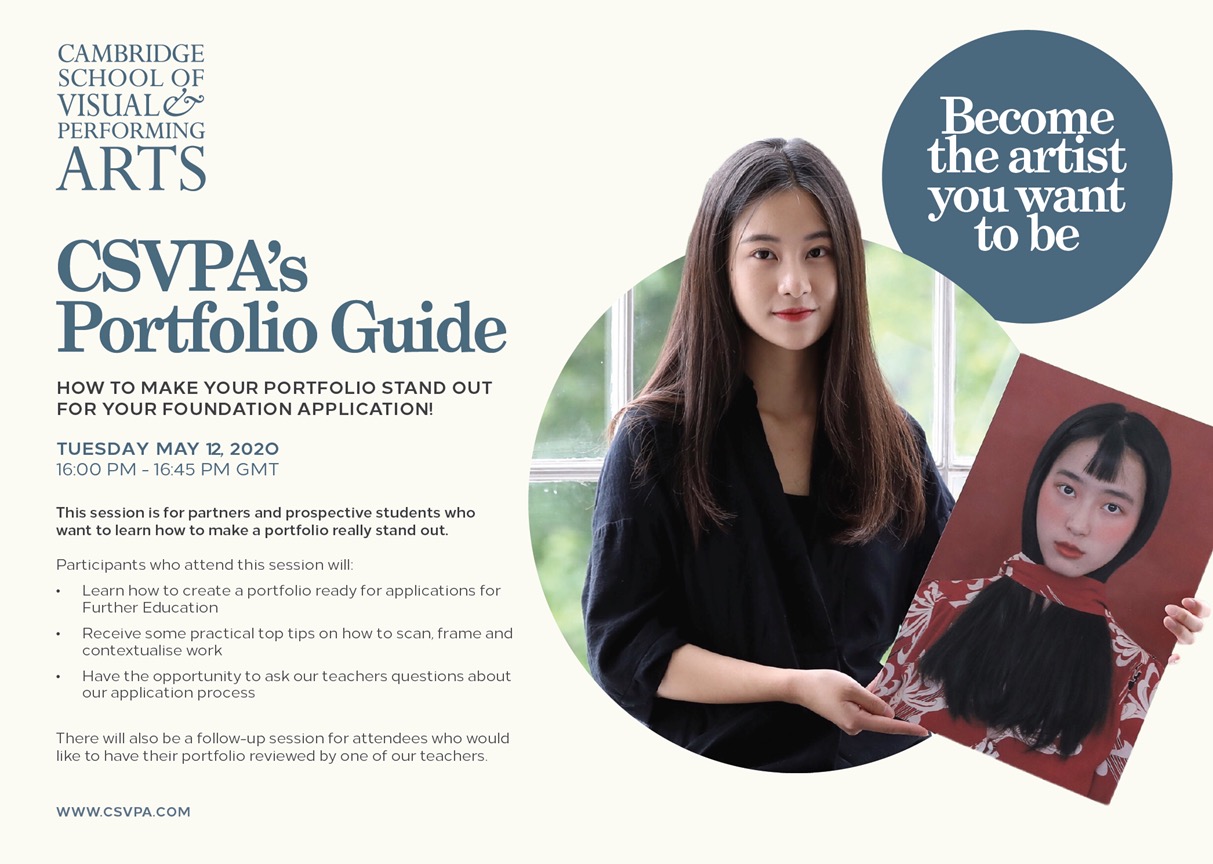 CAMBRIDGE
SCHOOL OF
VISUAL &
PERFORMING
ARTS
Become
the artist
you want
to be
CSVPA's
Portfolio Guide
HOW TO MAKE YOUR PORTFOLIO STAND OUT
FOR YOUR FOUNDATION APPLICATION!
TUESDAY MAY 12, 2020
16:00 PM - 16:45 PM GMT
This session is for partners and prospective students who
want to learn how to make a portfolio really stand out.
Participants who attend this session will:
• Learn how to create a portfolio ready for applications for
Further Education
• Receive some practical top tips on how to scan, frame and
contextualise work
• Have the opportunity to ask our teachers questions about
our application process
There will also be a follow-up session for attendees who would
like to have their portfolio reviewed by one of our teachers.
WWW.CSVPA.COM